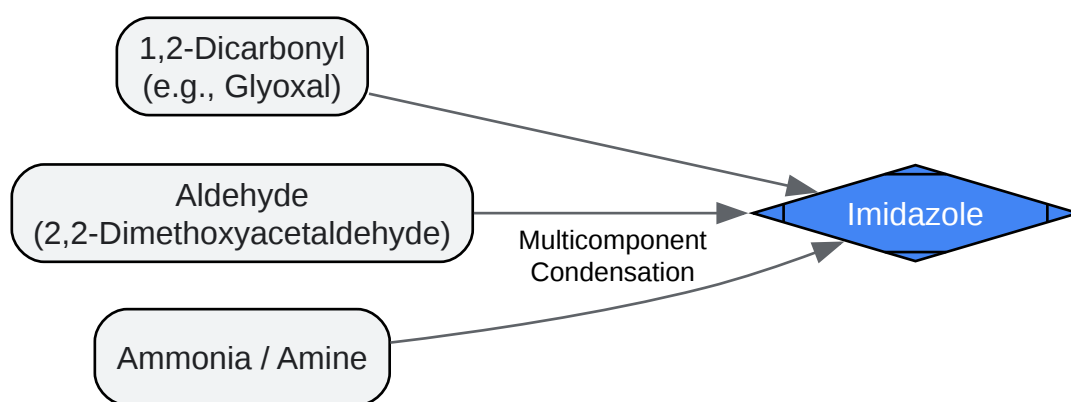 1,2-Dicarbonyl
(e.g., Glyoxal)
Aldehyde
(2,2-Dimethoxyacetaldehyde)
Imidazole
Multicomponent
Condensation
Ammonia / Amine